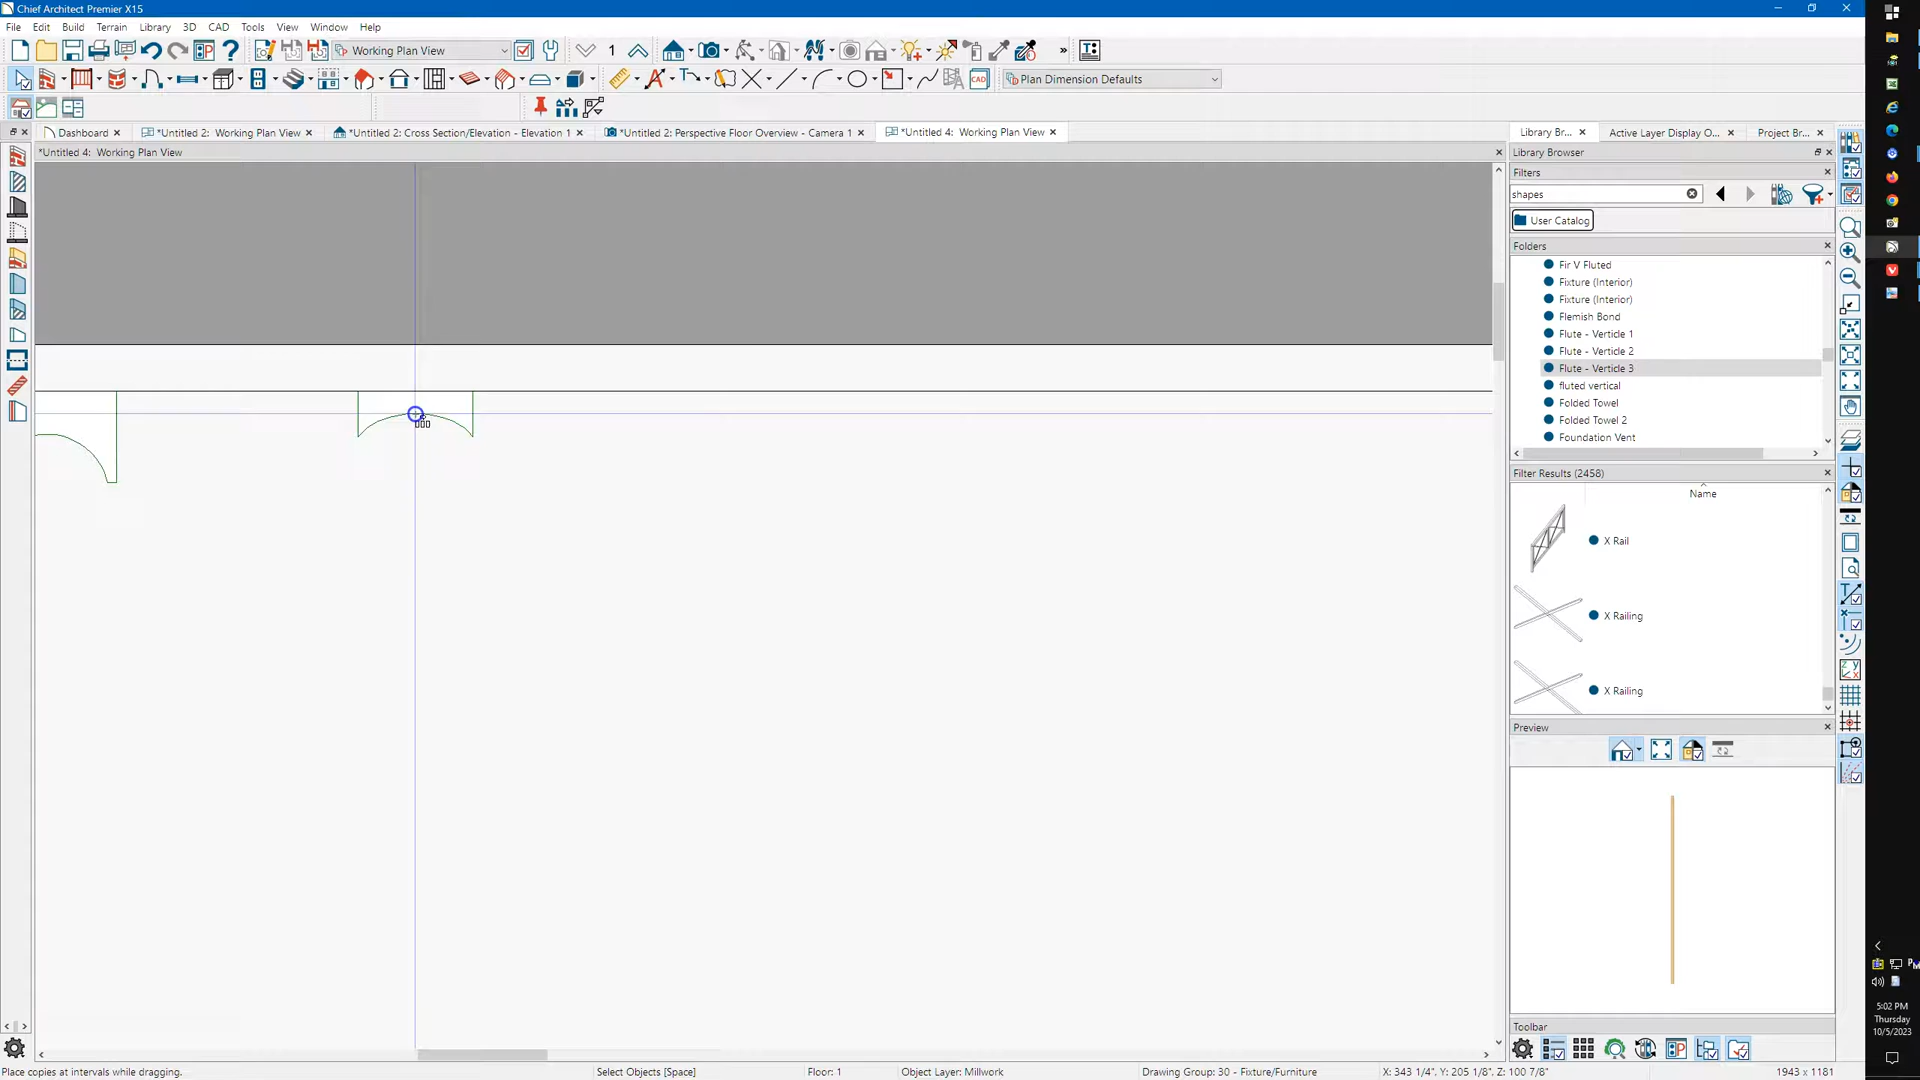 Chief Architect Premier X15
File Edit Build Terrain Library 3D CAD Tools View Window Help
Working Plan View 1
Plan Dimension Defaults
Dashboard *Untitled 2: Working Plan View *Untitled 2: Cross Section/Elevation - Elevation 1 *Untitled 2: Perspective Floor Overview - Camera 1 *Untitled 4: Working Plan View
*Untitled 4: Working Plan View
Library Br... Active Layer Display O... Project Br...
Library Browser
Filters
shapes
User Catalog
Folders
Fir V Fluted
Fixture (Interior)
Fixture (Interior)
Flemish Bond
Flute - Verticle 1
Flute - Verticle 2
Flute - Verticle 3
fluted vertical
Folded Towel
Folded Towel 2
Foundation Vent
Filter Results (2458)
Name
X Rail
X Railing
X Railing
Preview
Toolbar
Place copies at intervals while dragging. Select Objects [Space] Floor: 1 Object Layer: Millwork Drawing Group: 30 - Fixture/Furniture X: 343 1/4", Y: 205 1/8", Z: 100 7/8" 1943 x 1181
5:02 PM
Thursday
10/5/2023